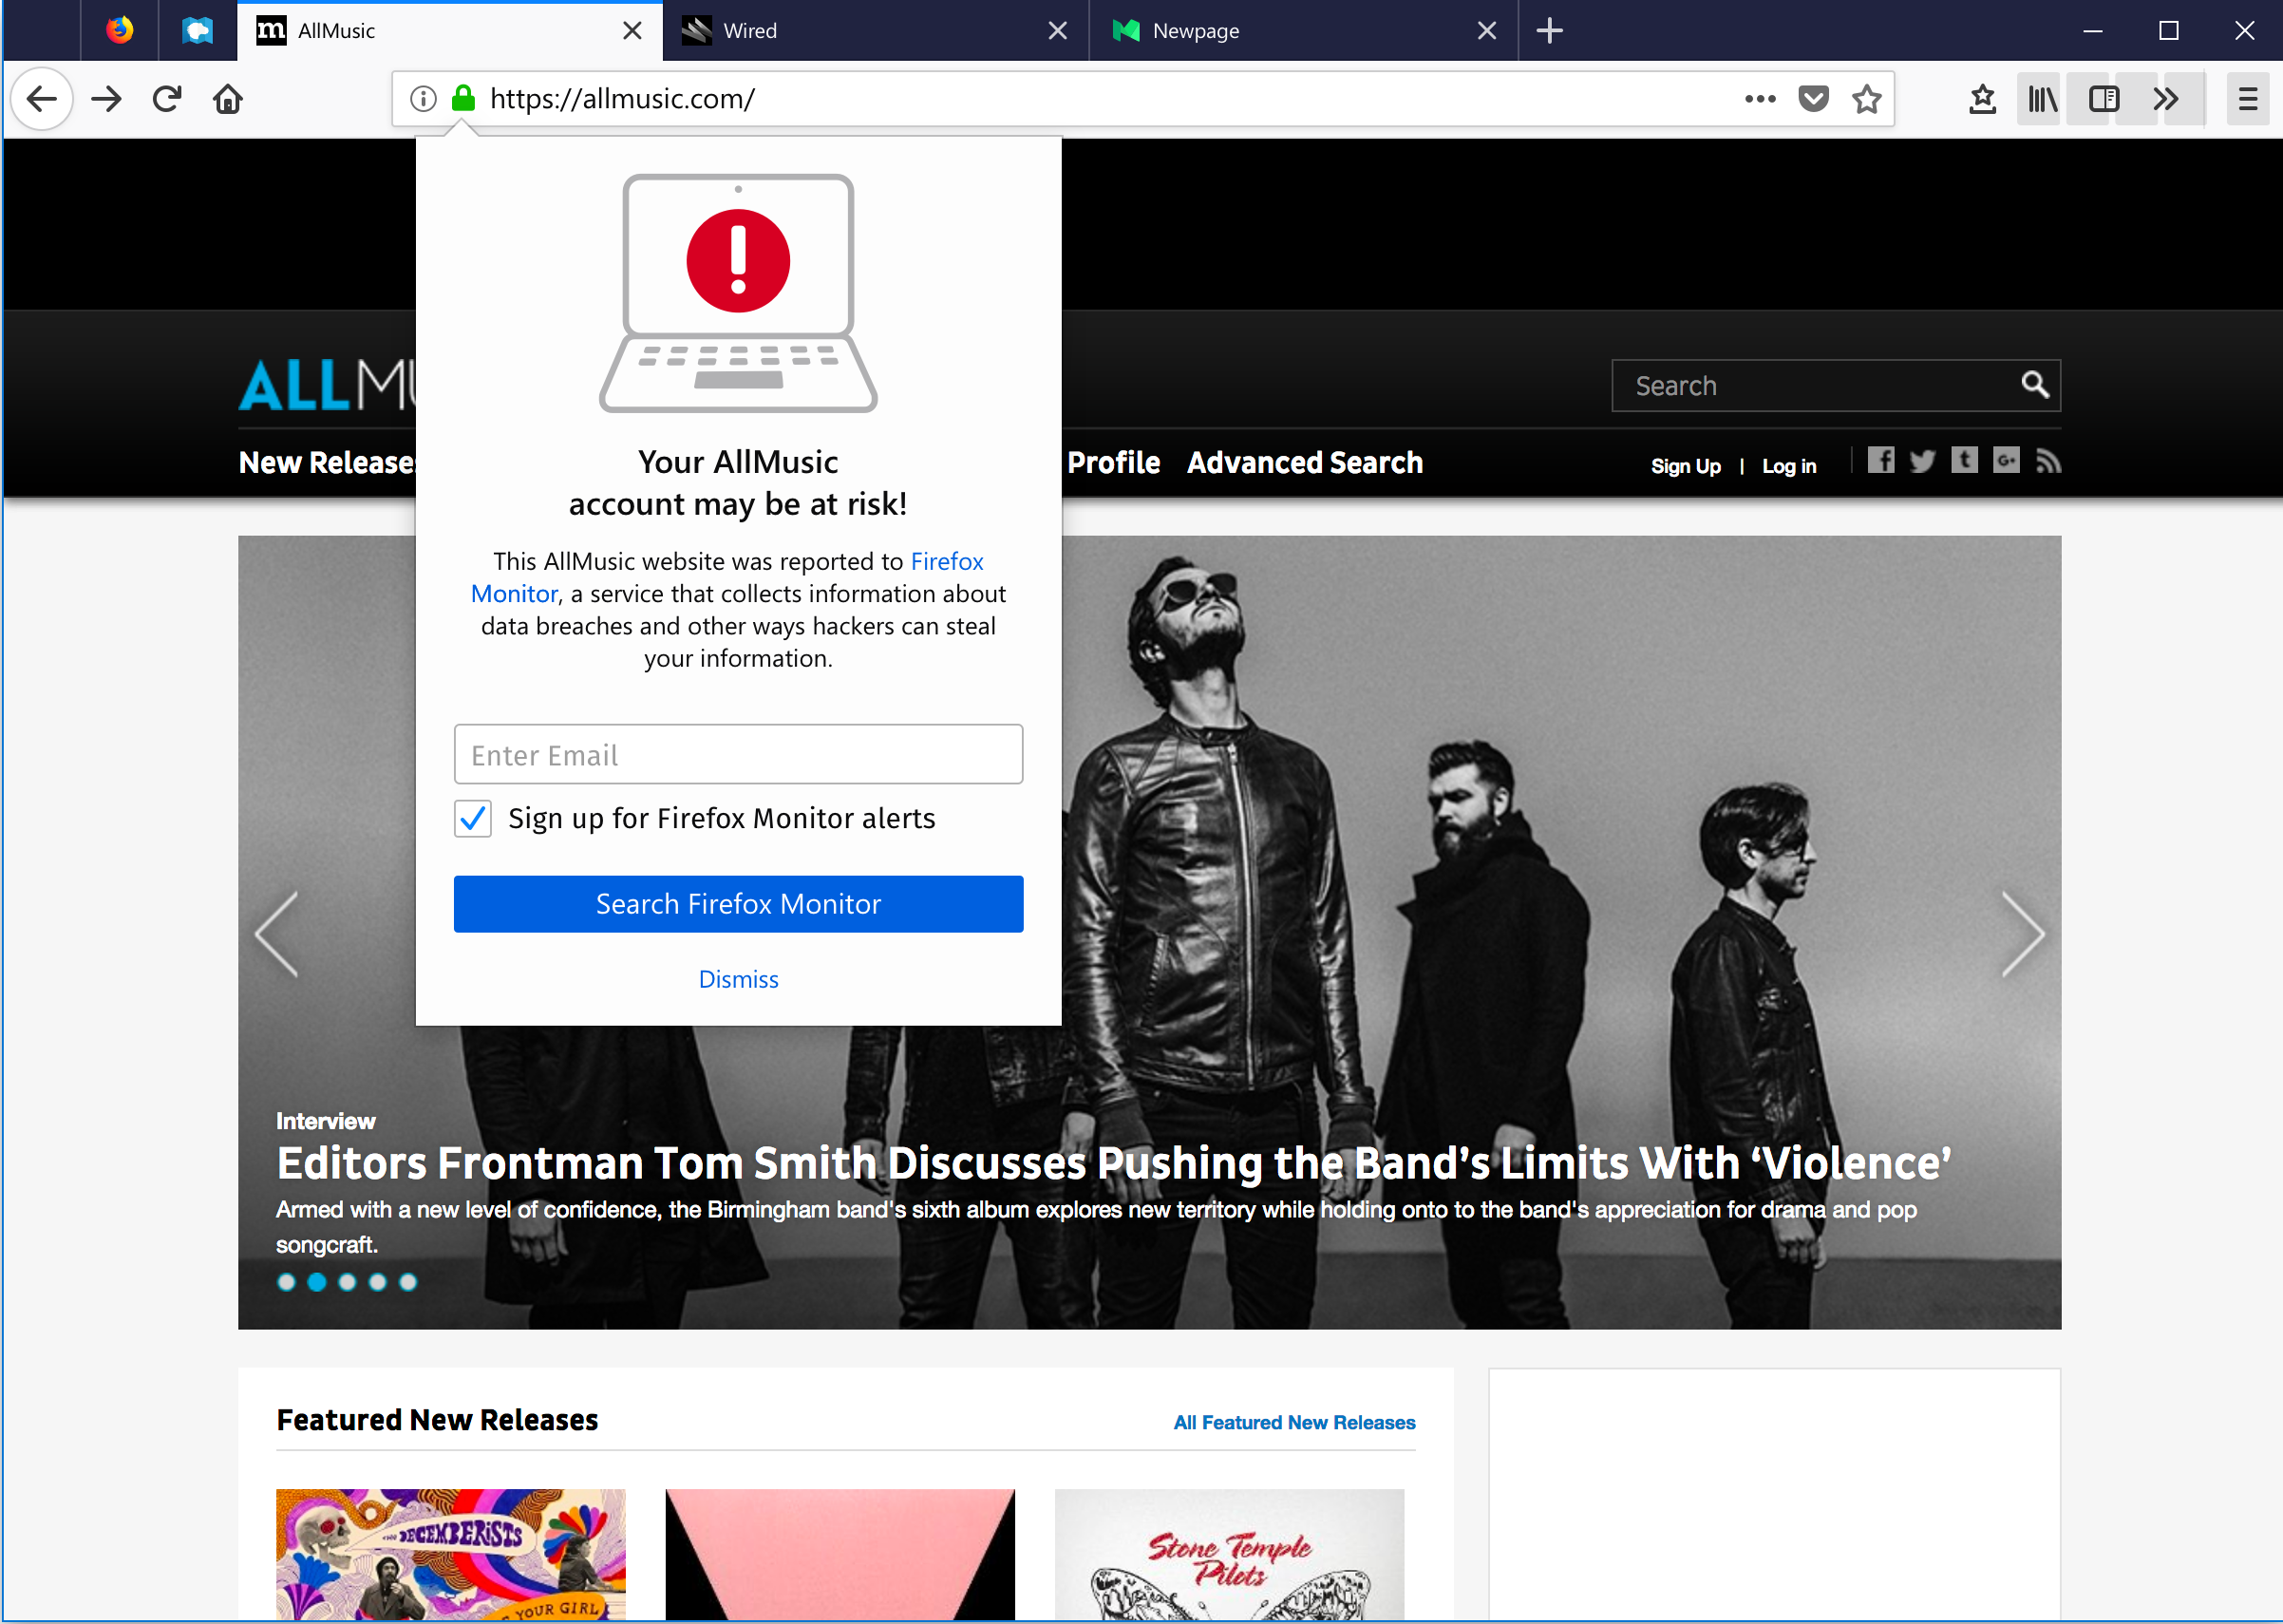 AllMusic
Wired
Newpage
https://allmusic.com/
ALLMU
Search
New Releases
Profile
Advanced Search
Sign Up | Log in
Your AllMusic
account may be at risk!
This AllMusic website was reported to Firefox
Monitor, a service that collects information about
data breaches and other ways hackers can steal
your information.
Enter Email
Sign up for Firefox Monitor alerts
Search Firefox Monitor
Dismiss
Interview
Editors Frontman Tom Smith Discusses Pushing the Band’s Limits With ‘Violence’
Armed with a new level of confidence, the Birmingham band's sixth album explores new territory while holding onto to the band's appreciation for drama and pop
songcraft.
Featured New Releases
All Featured New Releases
THE DECEMBERISTS
YOUR GIRL
Stone Temple
Pilots